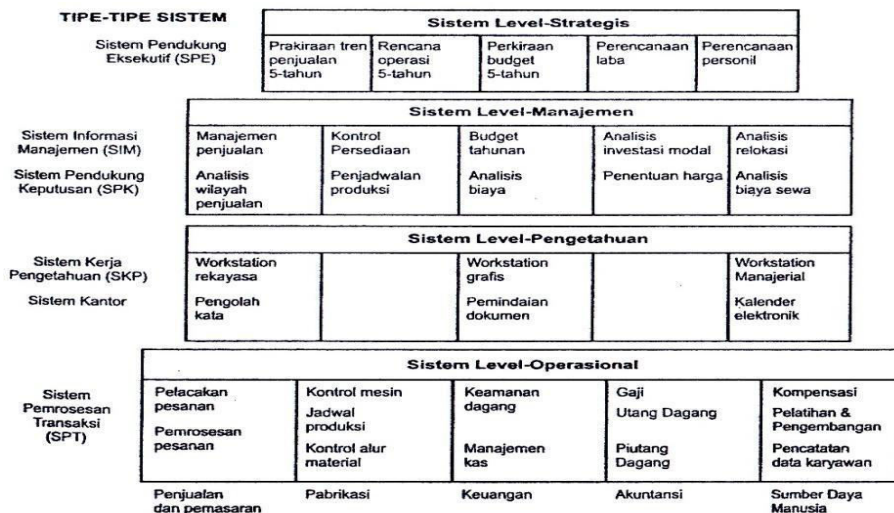 TIPE-TIPE SISTEM
Sistem Level-Strategis
Sistem Pendukung
Eksekutif (SPE)
Prakiraan tren
penjualan
5-tahun
Rencana
operasi
5-tahun
Perkiraan
budget
5-tahun
Perencanaan
laba
Perencanaan
personil
Sistem Level-Manajemen
Sistem Informasi
Manajemen (SIM)
Manajemen
penjualan
Kontrol
Persediaan
Budget
tahunan
Analisis
investasi modal
Analisis
relokasi
Sistem Pendukung
Keputusan (SPK)
Analisis
wilayah
penjualan
Penjadwalan
produksi
Analisis
biaya
Penentuan harga
Analisis
biaya sewa
Sistem Level-Pengetahuan
Sistem Kerja
Pengetahuan (SKP)
Workstation
rekayasa
Workstation
grafis
Workstation
Manajerial
Sistem Kantor
Pengolah
kata
Pemindaian
dokumen
Kalender
elektronik
Sistem Level-Operasional
Sistem
Pemrosesan
Transaksi
(SPT)
Pelacakan
pesanan
Pemrosesan
pesanan
Kontrol mesin
Jadwal
produksi
Kontrol alur
material
Keamanan
dagang
Manajemen
kas
Gaji
Utang Dagang
Piutang
Dagang
Kompensasi
Pelatihan &
Pengembangan
Pencatatan
data karyawan
Penjualan
dan pemasaran
Pabrikasi
Keuangan
Akuntansi
Sumber Daya
Manusia